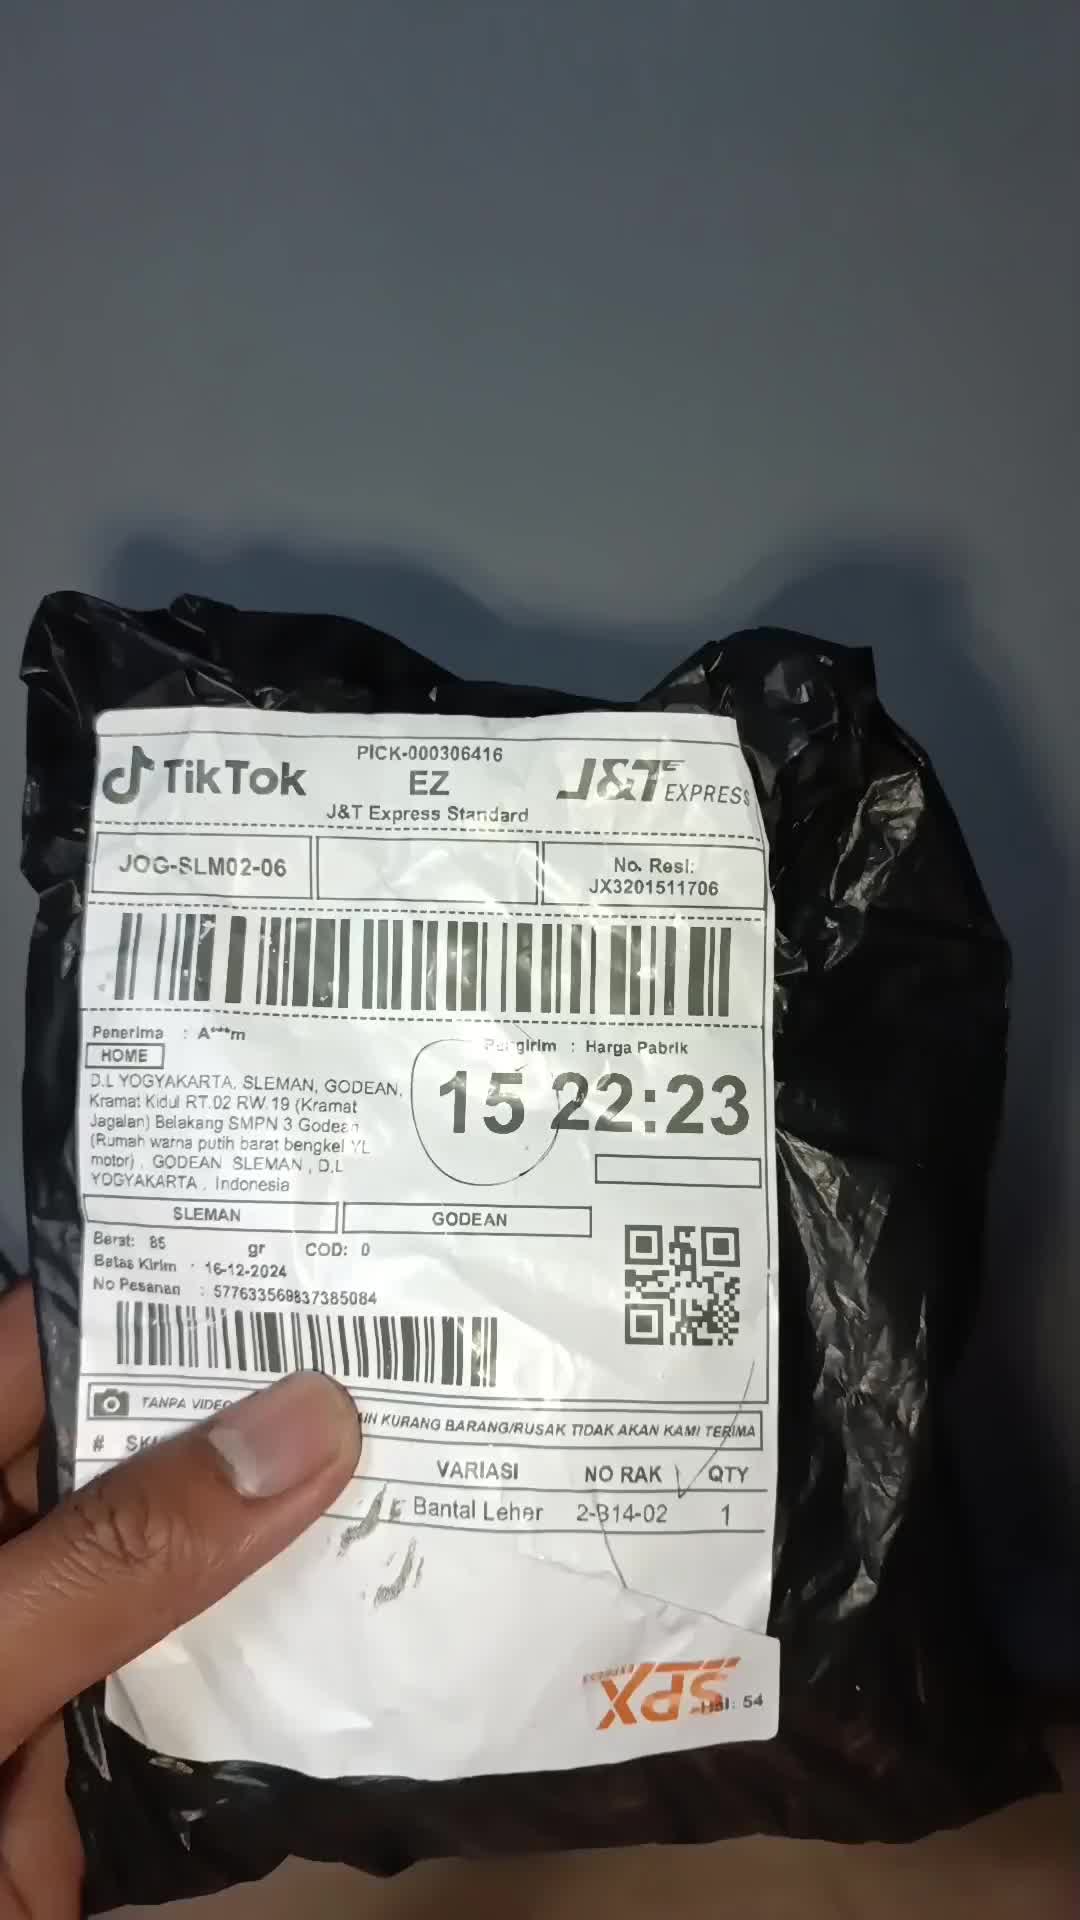 TikTok
PICK-000306416
EZ
J&T Express Standard
J&T EXPRESS
JOG-SLM02-06
No. Resi:
JX3201511706
Penerima : A***m
HOME
Pengirim : Harga Pabrik
D.I. YOGYAKARTA, SLEMAN, GODEAN,
Kramat Kidul RT.02 RW.19 (Kramat
Jagalan) Belakang SMPN 3 Godean
(Rumah warna putih barat bengkel YL
motor) , GODEAN SLEMAN , D.I.
YOGYAKARTA , Indonesia
15 22:23
SLEMAN
GODEAN
Berat: 85 gr COD: 0
Batas Kirim : 16-12-2024
No Pesanan : 577633569837385084
TANPA VIDEO KURANG BARANG/RUSAK TIDAK AKAN KAMI TERIMA
# VARIASI NO RAK QTY
Bantal Leher 2-B14-02 1
SPX
Hal: 54